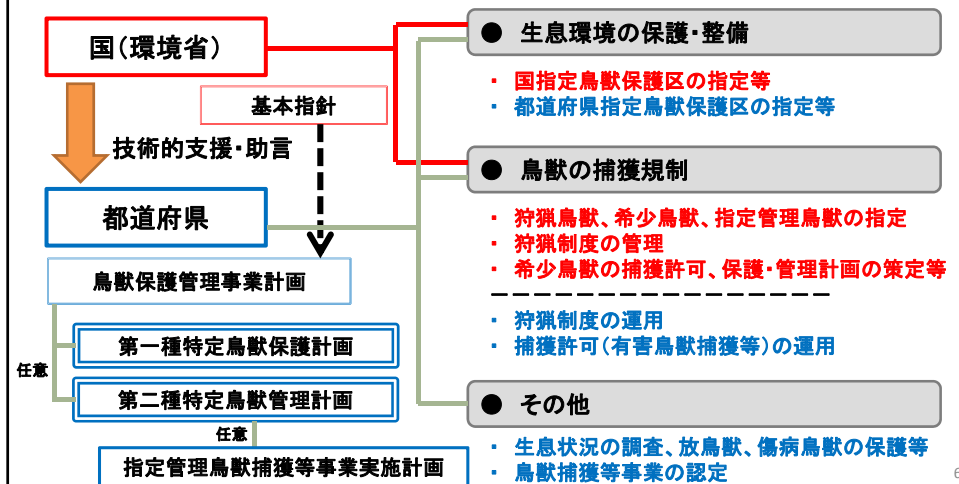 国(環境省)
基本指針
技術的支援・助言
都道府県
鳥獣保護管理事業計画
第一種特定鳥獣保護計画
任意
第二種特定鳥獣管理計画
任意
指定管理鳥獣捕獲等事業実施計画
● 生息環境の保護・整備
・ 国指定鳥獣保護区の指定等
・ 都道府県指定鳥獣保護区の指定等
● 鳥獣の捕獲規制
・ 狩猟鳥獣、希少鳥獣、指定管理鳥獣の指定
・ 狩猟制度の管理
・ 希少鳥獣の捕獲許可、保護・管理計画の策定等
・ 狩猟制度の運用
・ 捕獲許可(有害鳥獣捕獲等)の運用
● その他
・ 生息状況の調査、放鳥獣、傷病鳥獣の保護等
・ 鳥獣捕獲等事業の認定
6